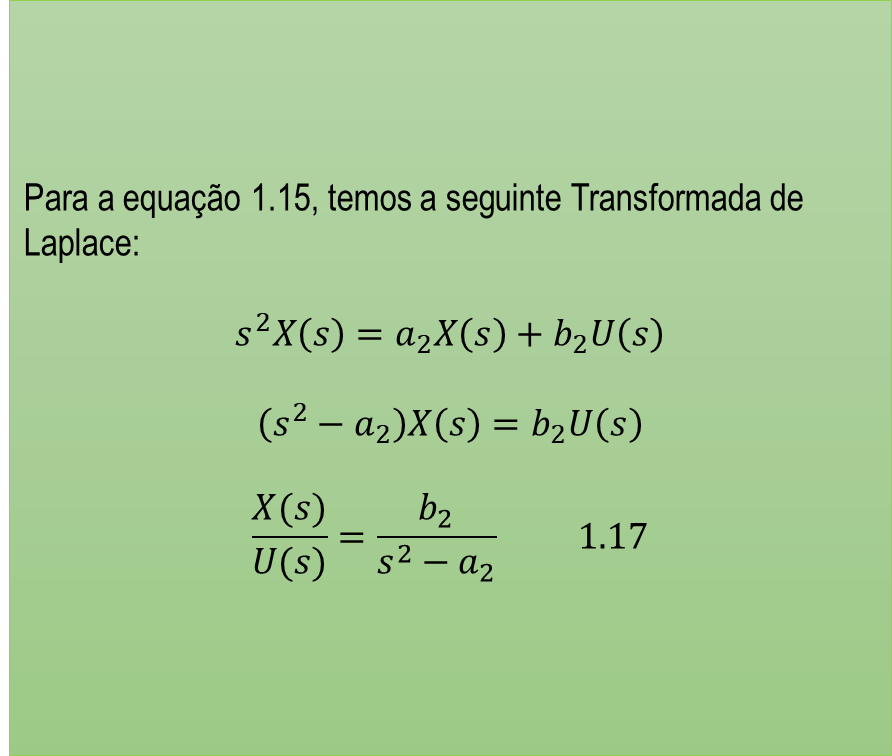 Para a equação 1.15, temos a seguinte Transformada de
Laplace:
s²X(s) = a₂X(s) + b₂U(s)
(s² − a₂)X(s) = b₂U(s)
X(s)/U(s) = b₂/(s² − a₂) 1.17